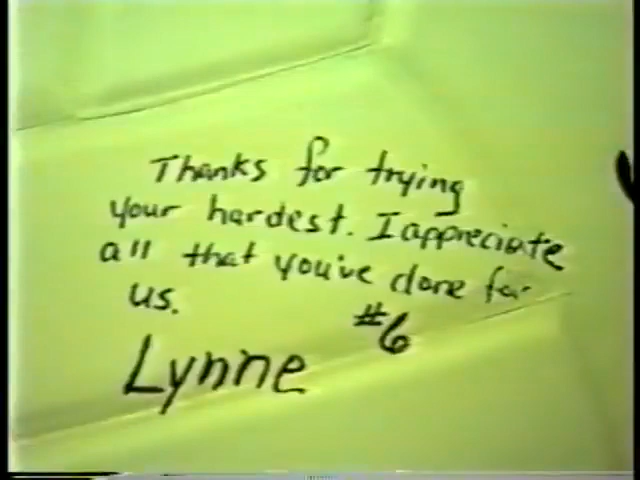 Thanks for trying
your hardest. I appreciate
all that you've done for
us.
#6
Lynne